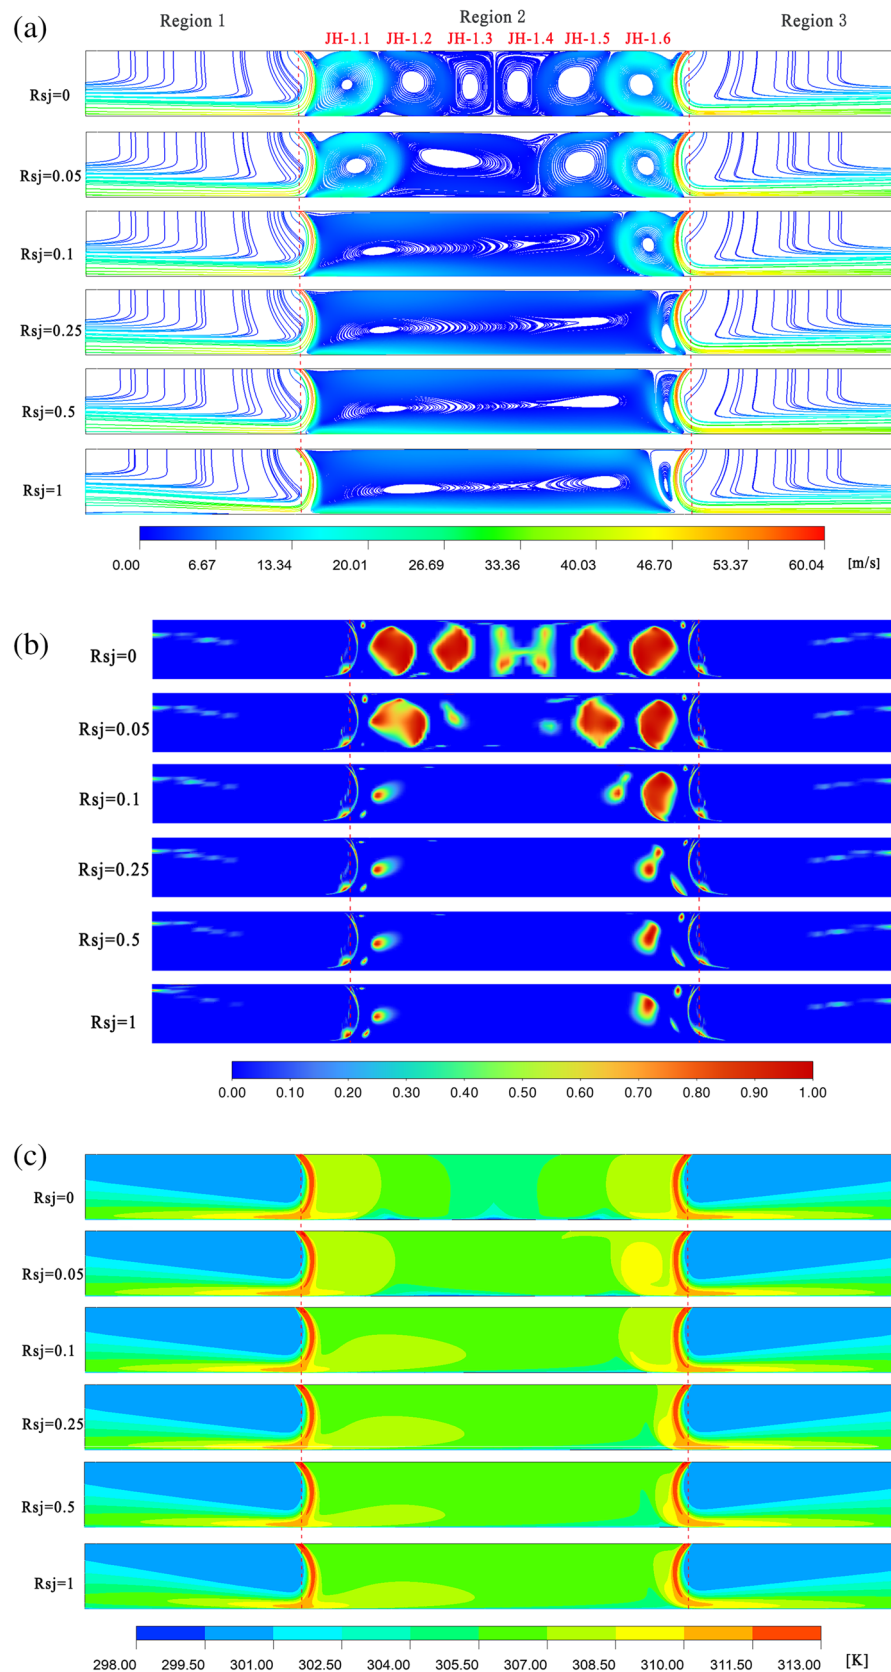 (a)
Region 1
Region 2
Region 3
JH-1.1 JH-1.2 JH-1.3 JH-1.4 JH-1.5 JH-1.6
Rsj=0
Rsj=0.05
Rsj=0.1
Rsj=0.25
Rsj=0.5
Rsj=1
0.00 6.67 13.34 20.01 26.69 33.36 40.03 46.70 53.37 60.04 [m/s]
(b)
Rsj=0
Rsj=0.05
Rsj=0.1
Rsj=0.25
Rsj=0.5
Rsj=1
0.00 0.10 0.20 0.30 0.40 0.50 0.60 0.70 0.80 0.90 1.00
(c)
Rsj=0
Rsj=0.05
Rsj=0.1
Rsj=0.25
Rsj=0.5
Rsj=1
298.00 299.50 301.00 302.50 304.00 305.50 307.00 308.50 310.00 311.50 313.00 [K]